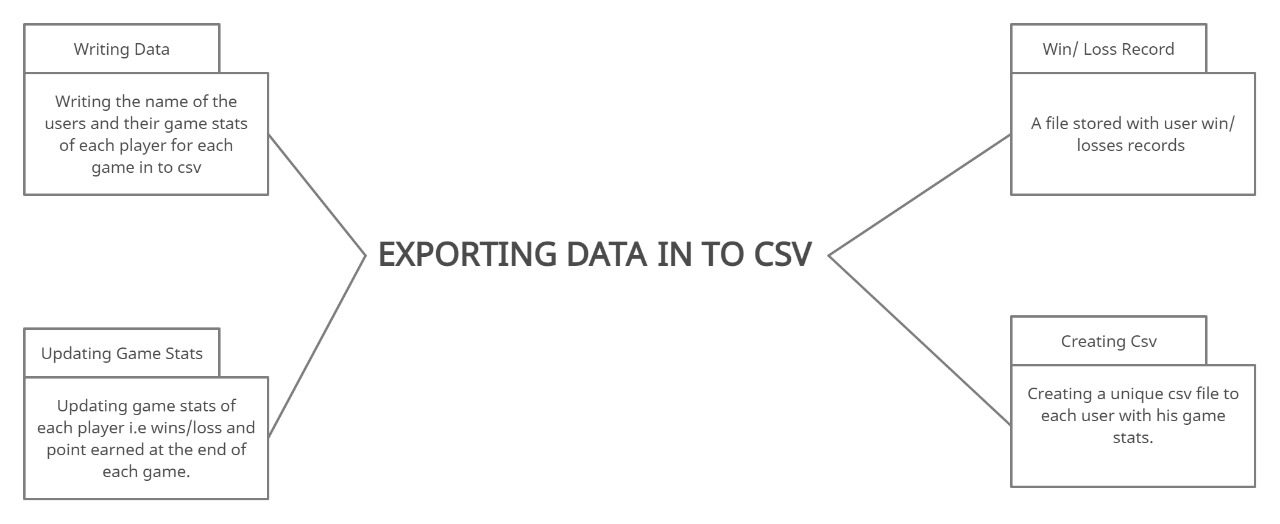 Writing Data
Writing the name of the
users and their game stats
of each player for each
game in to csv
Win/ Loss Record
A file stored with user win/
losses records
EXPORTING DATA IN TO CSV
Updating Game Stats
Updating game stats of
each player i.e wins/loss and
point earned at the end of
each game.
Creating Csv
Creating a unique csv file to
each user with his game
stats.